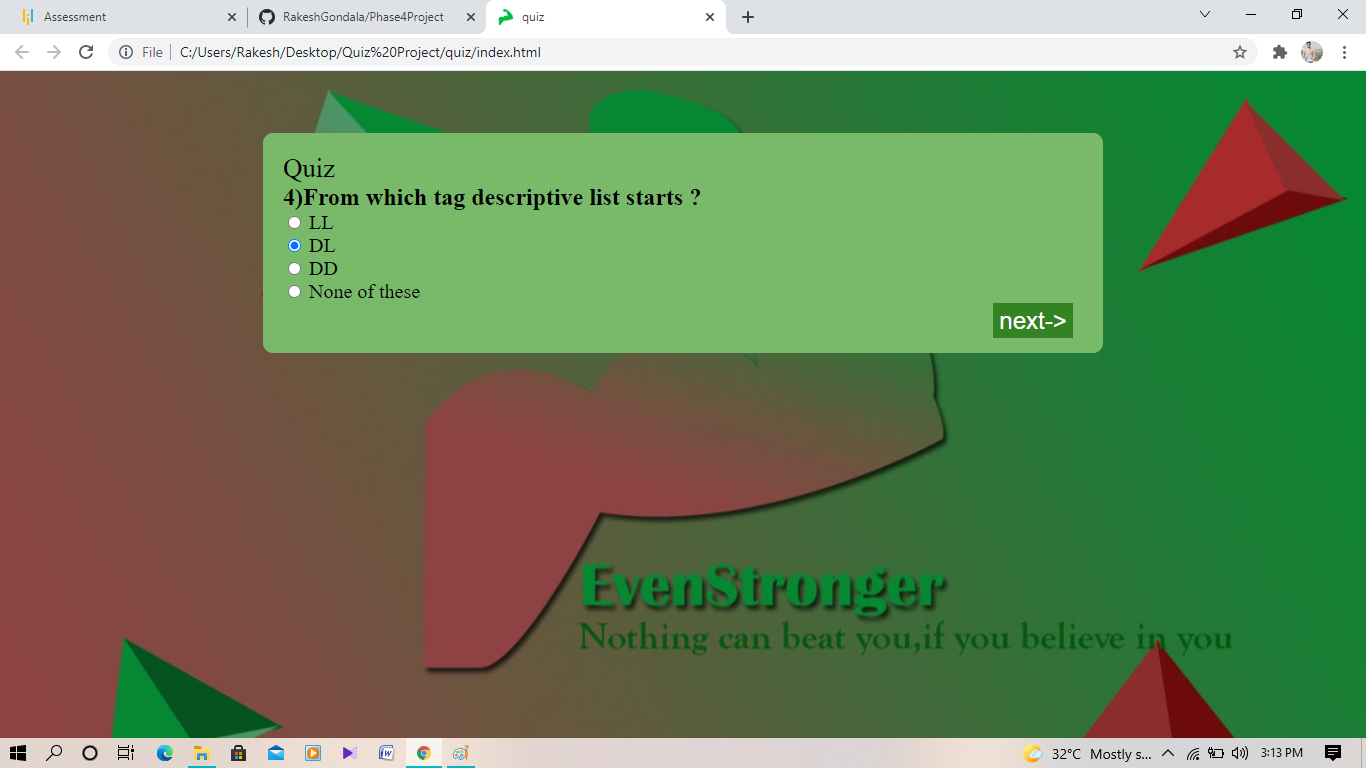 Assessment
RakeshGondala/Phase4Project
quiz
File
C:/Users/Rakesh/Desktop/Quiz%20Project/quiz/index.html
Quiz
4)From which tag descriptive list starts ?
LL
DL
DD
None of these
next->
EvenStronger
Nothing can beat you,if you believe in you
32°C Mostly s...
3:13 PM